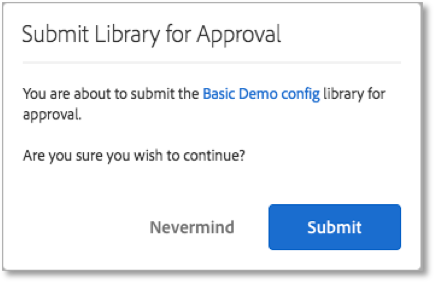 Submit Library for Approval
You are about to submit the Basic Demo config library for
approval.
Are you sure you wish to continue?
Nevermind
Submit